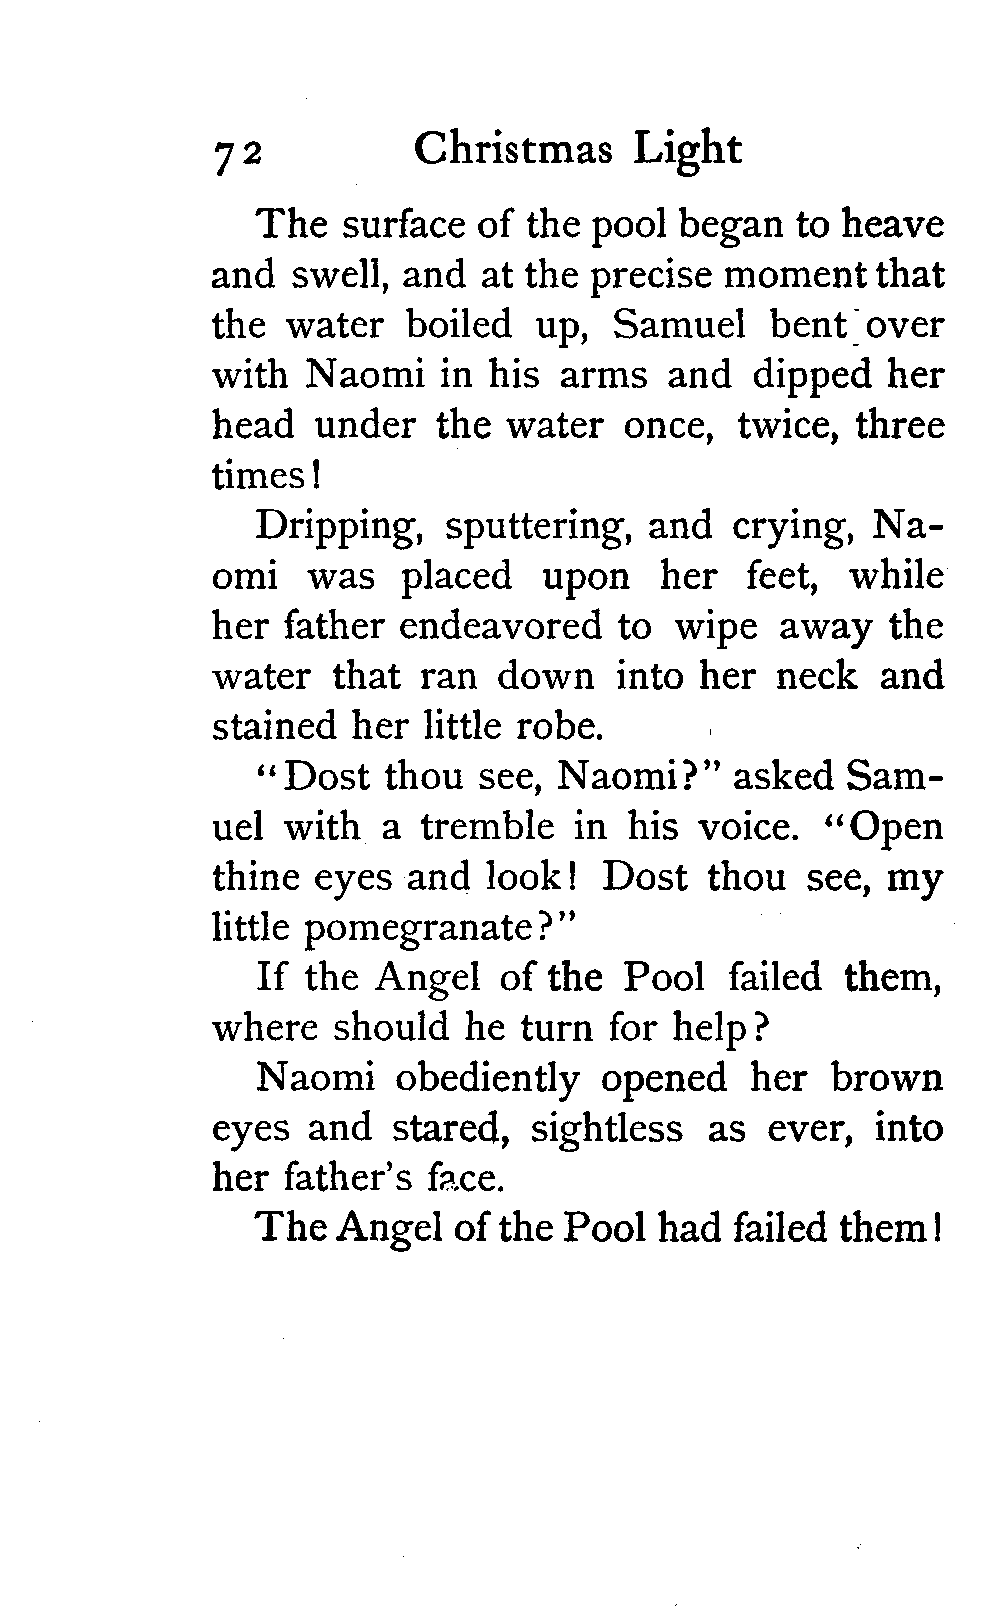 72 Christmas Light
The surface of the pool began to heave
and swell, and at the precise moment that
the water boiled up, Samuel bent over
with Naomi in his arms and dipped her
head under the water once, twice, three
times!
Dripping, sputtering, and crying, Na-
omi was placed upon her feet, while
her father endeavored to wipe away the
water that ran down into her neck and
stained her little robe.
"Dost thou see, Naomi?" asked Sam-
uel with a tremble in his voice. "Open
thine eyes and look! Dost thou see, my
little pomegranate?"
If the Angel of the Pool failed them,
where should he turn for help?
Naomi obediently opened her brown
eyes and stared, sightless as ever, into
her father's face.
The Angel of the Pool had failed them!